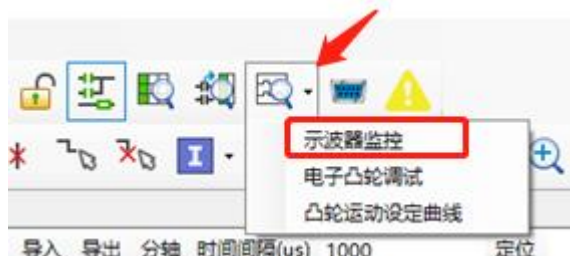 示波器监控
电子凸轮调试
凸轮运动设定曲线
导入 导出 分轴 时间间隔(us) 1000 定位